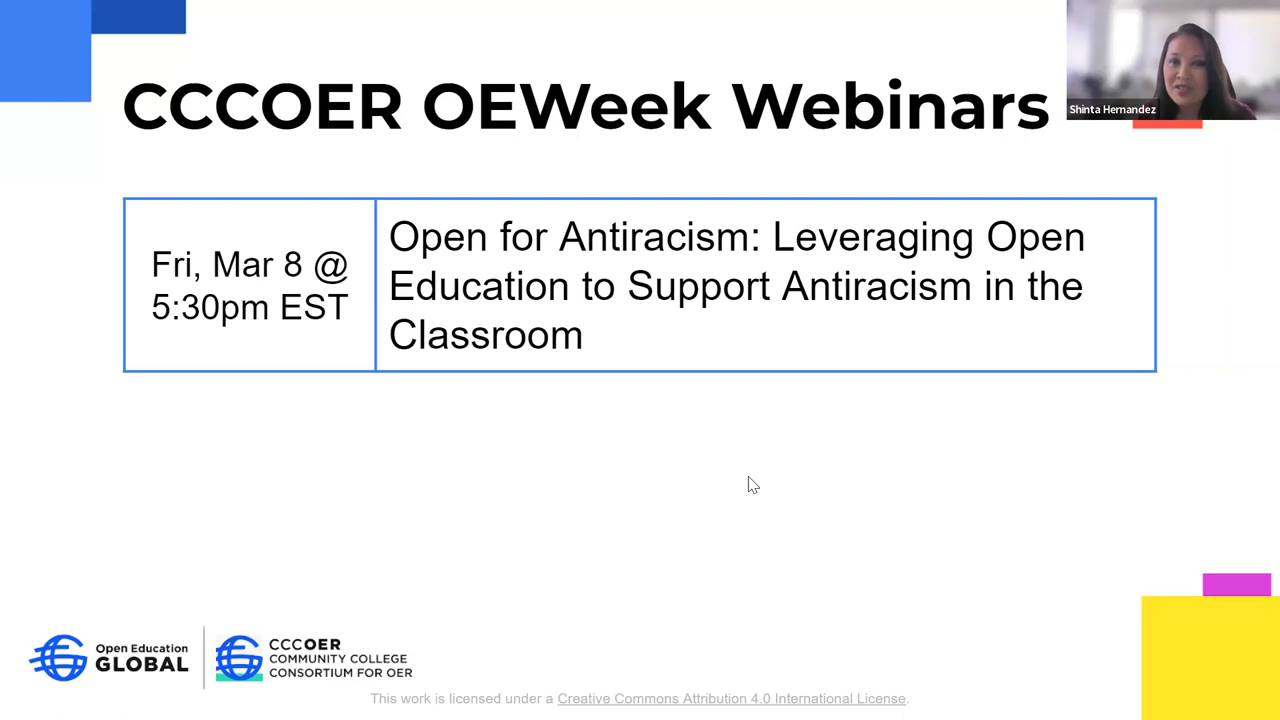 CCCOER OEWeek Webinars
Shinta Hernandez
Fri, Mar 8 @
5:30pm EST
Open for Antiracism: Leveraging Open
Education to Support Antiracism in the
Classroom
Open Education
GLOBAL
CCCOER
COMMUNITY COLLEGE
CONSORTIUM FOR OER
This work is licensed under a Creative Commons Attribution 4.0 International License.